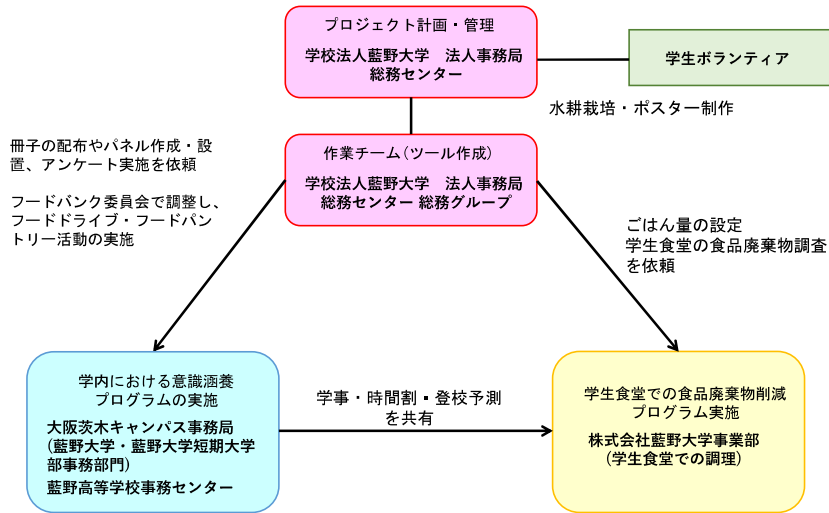 プロジェクト計画・管理
学校法人藍野大学　法人事務局
総務センター
学生ボランティア
水耕栽培・ポスター制作
冊子の配布やパネル作成・設
置、アンケート実施を依頼
フードバンク委員会で調整し、
フードドライブ・フードパン
トリー活動の実施
作業チーム(ツール作成)
学校法人藍野大学　法人事務局
総務センター 総務グループ
ごはん量の設定
学生食堂の食品廃棄物調査
を依頼
学内における意識涵養
プログラムの実施
大阪茨木キャンパス事務局
(藍野大学・藍野大学短期大学
部事務部門)
藍野高等学校事務センター
学事・時間割・登校予測
を共有
学生食堂での食品廃棄物削減
プログラム実施
株式会社藍野大学事業部
(学生食堂での調理)